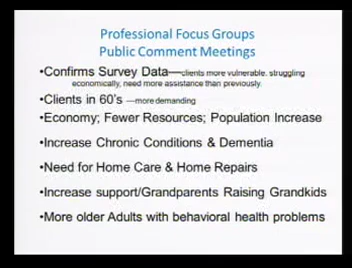 Professional Focus Groups
Public Comment Meetings
•Confirms Survey Data—clients more vulnerable. struggling
economically, need more assistance than previously.
•Clients in 60's —more demanding
•Economy; Fewer Resources; Population Increase
•Increase Chronic Conditions & Dementia
•Need for Home Care & Home Repairs
•Increase support/Grandparents Raising Grandkids
•More older Adults with behavioral health problems